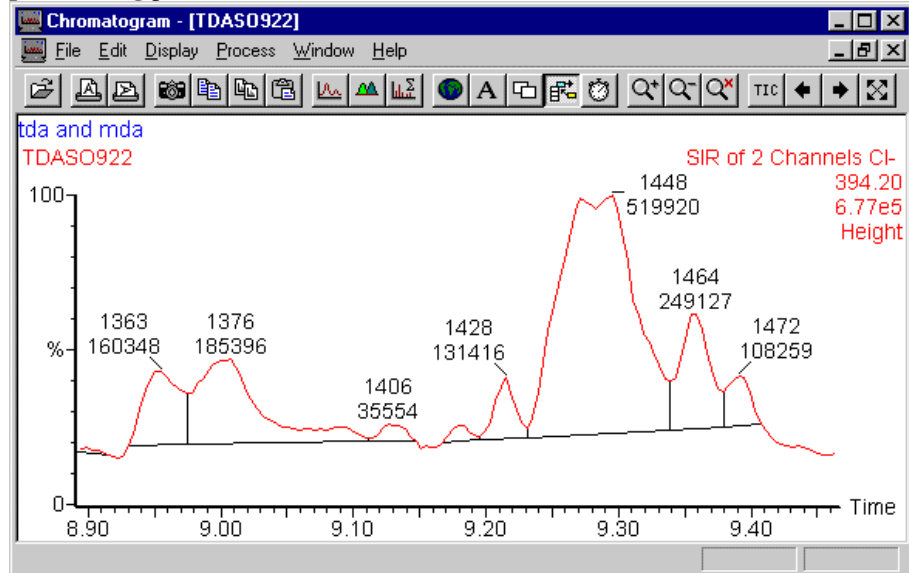 Chromatogram - [TDASO922]
File Edit Display Process Window Help
A A A Σ A TIC
tda and mda
TDASO922
SIR of 2 Channels Cl-
394.20
6.77e5
Height
100
%
0
1363
160348
1376
185396
1406
35554
1428
131416
1448
519920
1464
249127
1472
108259
8.90 9.00 9.10 9.20 9.30 9.40
Time